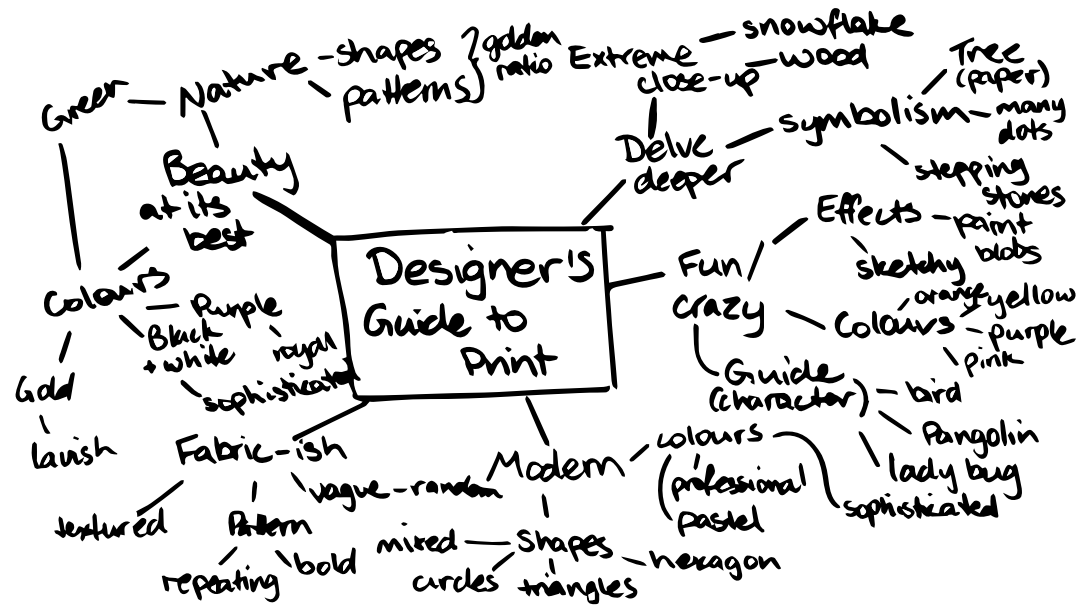 Designer's
Guide to
Print
Beauty
at its
best
Nature
shapes
patterns
golden
ratio
Green
Colours
Purple
royal
Black
+ white
sophisticated
Gold
lavish
Delve
deeper
Extreme
close-up
snowflake
wood
symbolism
Tree
(paper)
many
dots
stepping
stones
Fun
crazy
Effects
paint
blobs
sketchy
Colours
orange
yellow
purple
pink
Guide
(character)
bird
Pangolin
lady bug
Modern
colours
professional
pastel
sophisticated
Shapes
mixed
circles
triangles
hexagon
Fabric-ish
textured
Pattern
repeating
bold
vague-random